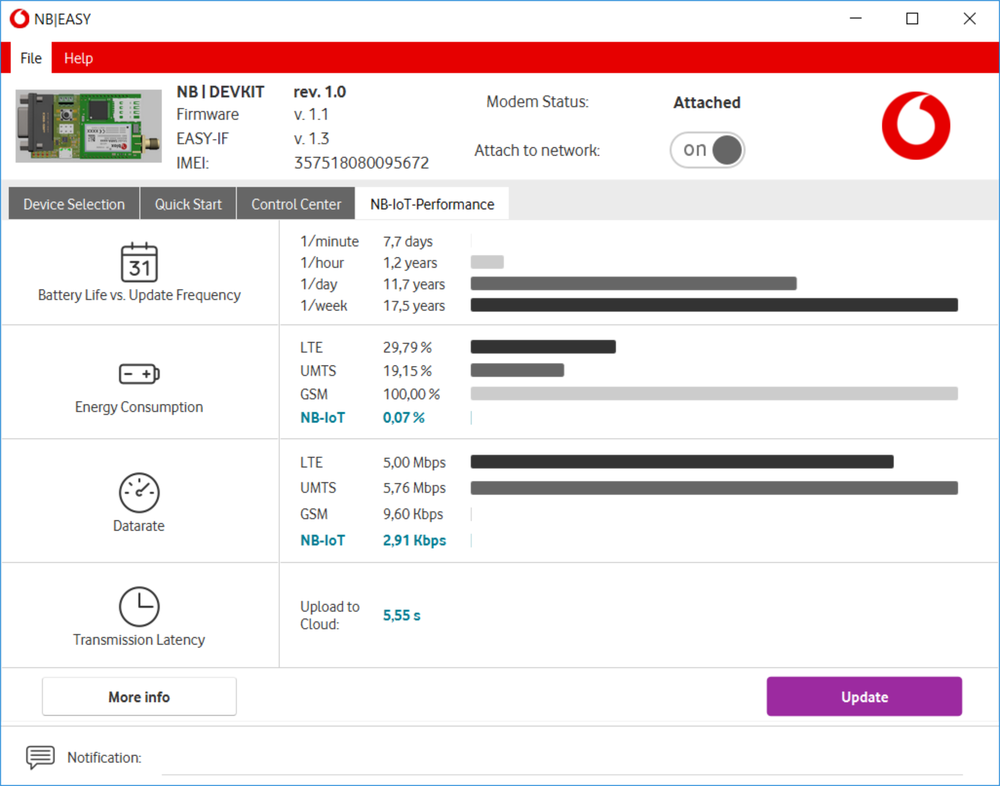 NB|EASY
File Help
NB | DEVKIT rev. 1.0
Firmware v. 1.1
EASY-IF v. 1.3
IMEI: 357518080095672
Modem Status: Attached
Attach to network: on
Device Selection Quick Start Control Center NB-IoT-Performance
31
Battery Life vs. Update Frequency
1/minute 7,7 days
1/hour 1,2 years
1/day 11,7 years
1/week 17,5 years
Energy Consumption
LTE 29,79 %
UMTS 19,15 %
GSM 100,00 %
NB-IoT 0,07 %
Datarate
LTE 5,00 Mbps
UMTS 5,76 Mbps
GSM 9,60 Kbps
NB-IoT 2,91 Kbps
Transmission Latency
Upload to
Cloud:
5,55 s
More info
Update
Notification: